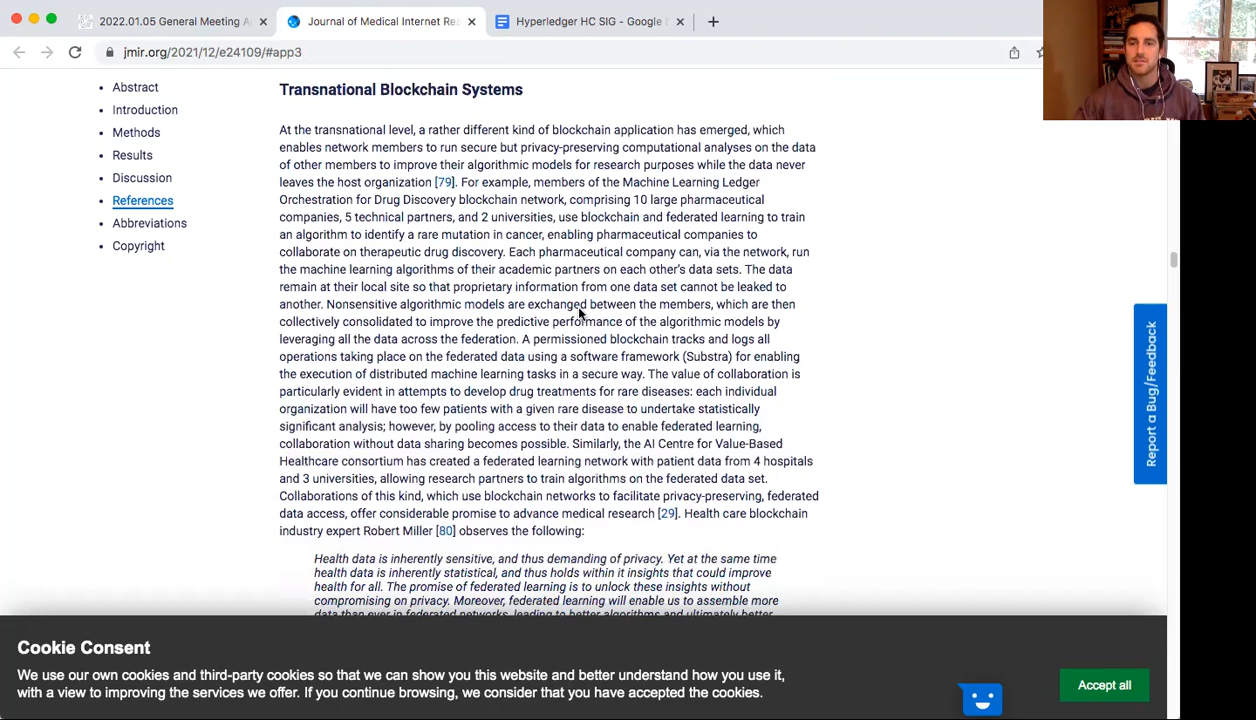 2022.01.05 General Meeting A
Journal of Medical Internet Re
Hyperledger HC SIG - Google
jmir.org/2021/12/e24109/#app3
Abstract
Introduction
Methods
Results
Discussion
References
Abbreviations
Copyright
Transnational Blockchain Systems
At the transnational level, a rather different kind of blockchain application has emerged, which
enables network members to run secure but privacy-preserving computational analyses on the data
of other members to improve their algorithmic models for research purposes while the data never
leaves the host organization [79]. For example, members of the Machine Learning Ledger
Orchestration for Drug Discovery blockchain network, comprising 10 large pharmaceutical
companies, 5 technical partners, and 2 universities, use blockchain and federated learning to train
an algorithm to identify a rare mutation in cancer, enabling pharmaceutical companies to
collaborate on therapeutic drug discovery. Each pharmaceutical company can, via the network, run
the machine learning algorithms of their academic partners on each other's data sets. The data
remain at their local site so that proprietary information from one data set cannot be leaked to
another. Nonsensitive algorithmic models are exchanged between the members, which are then
collectively consolidated to improve the predictive performance of the algorithmic models by
leveraging all the data across the federation. A permissioned blockchain tracks and logs all
operations taking place on the federated data using a software framework (Substra) for enabling
the execution of distributed machine learning tasks in a secure way. The value of collaboration is
particularly evident in attempts to develop drug treatments for rare diseases: each individual
organization will have too few patients with a given rare disease to undertake statistically
significant analysis; however, by pooling access to their data to enable federated learning,
collaboration without data sharing becomes possible. Similarly, the AI Centre for Value-Based
Healthcare consortium has created a federated learning network with patient data from 4 hospitals
and 3 universities, allowing research partners to train algorithms on the federated data set.
Collaborations of this kind, which use blockchain networks to facilitate privacy-preserving, federated
data access, offer considerable promise to advance medical research [29]. Health care blockchain
industry expert Robert Miller [80] observes the following:
Health data is inherently sensitive, and thus demanding of privacy. Yet at the same time
health data is inherently statistical, and thus holds within it insights that could improve
health for all. The promise of federated learning is to unlock these insights without
compromising on privacy. Moreover, federated learning will enable us to assemble more
data than ever in federated networks, leading to better algorithms and ultimately better
Report a Bug/Feedback
Cookie Consent
We use our own cookies and third-party cookies so that we can show you this website and better understand how you use it,
with a view to improving the services we offer. If you continue browsing, we consider that you have accepted the cookies.
Accept all